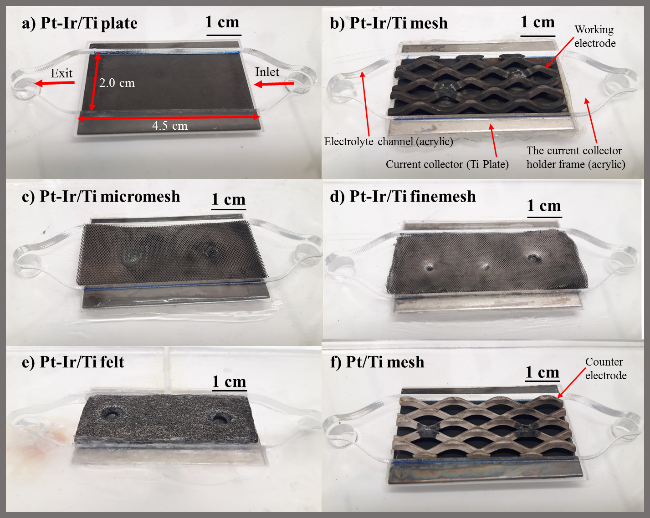 a) Pt-Ir/Ti plate
1 cm
Exit
Inlet
2.0 cm
4.5 cm
b) Pt-Ir/Ti mesh
1 cm
Working
electrode
Electrolyte channel (acrylic)
Current collector (Ti Plate)
The current collector
holder frame (acrylic)
c) Pt-Ir/Ti micromesh
1 cm
d) Pt-Ir/Ti finemesh
1 cm
e) Pt-Ir/Ti felt
1 cm
f) Pt/Ti mesh
1 cm
Counter
electrode